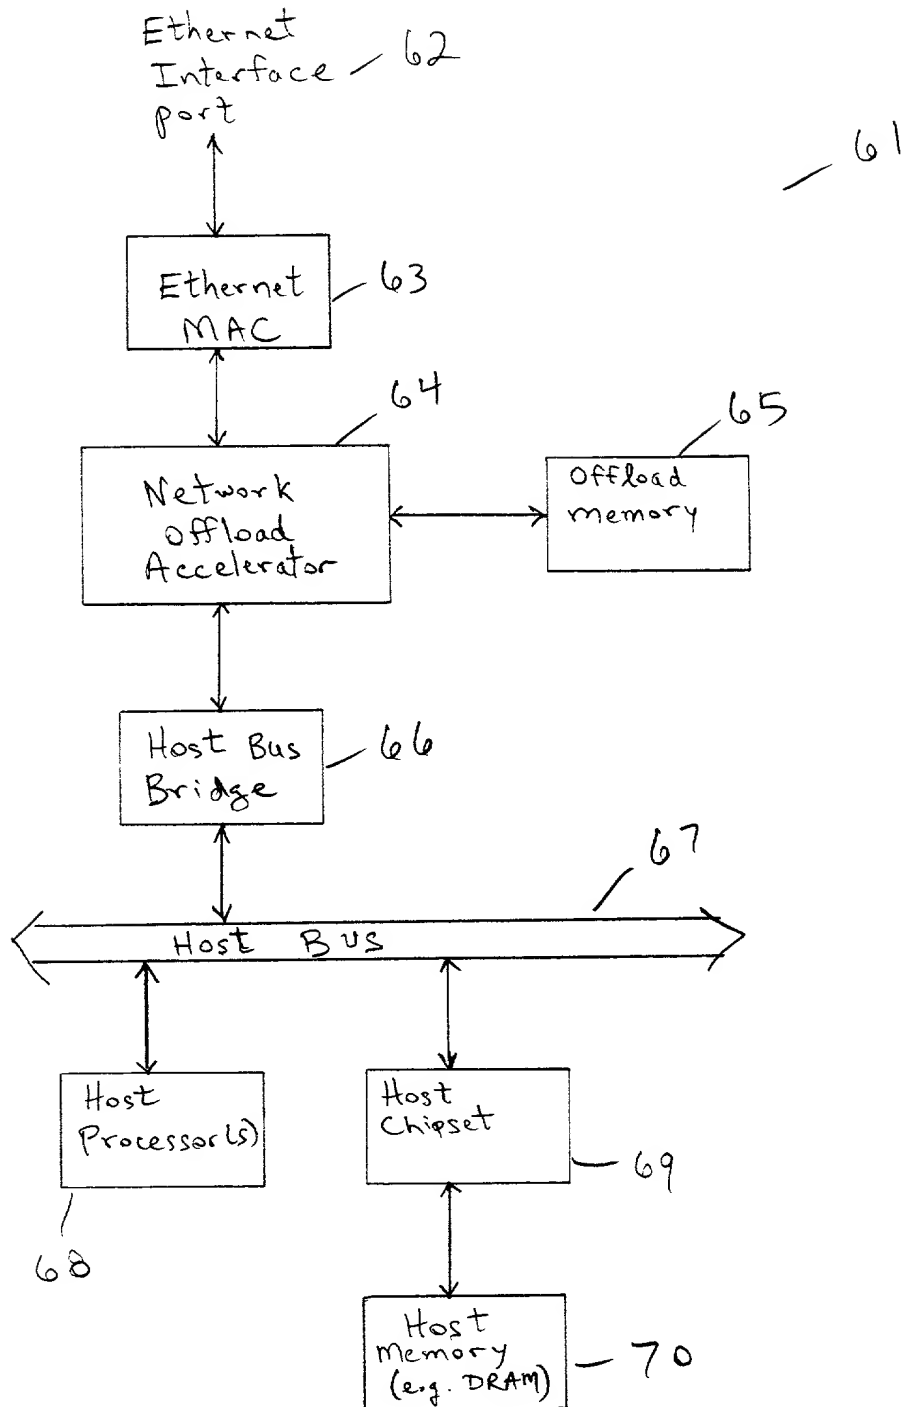 Ethernet
Interface
port
62
61
Ethernet
MAC
63
64
65
Network
Offload
Accelerator
Offload
memory
Host Bus
Bridge
66
67
Host Bus
Host
Processor(s)
68
Host
Chipset
69
Host
memory
(e.g. DRAM)
70